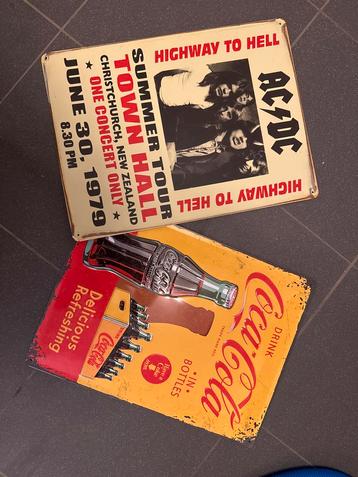 HIGHWAY TO HELL
AC DC
HIGHWAY TO HELL
SUMMER TOUR
TOWN HALL
CHRISTCHURCH, NEW ZEALAND
★ ONE CONCERT ONLY ★
JUNE 30, 1979
8.30 PM
DRINK
Coca-Cola
"IN"
BOTTLES
Coca-Cola
Delicious
Refreshing